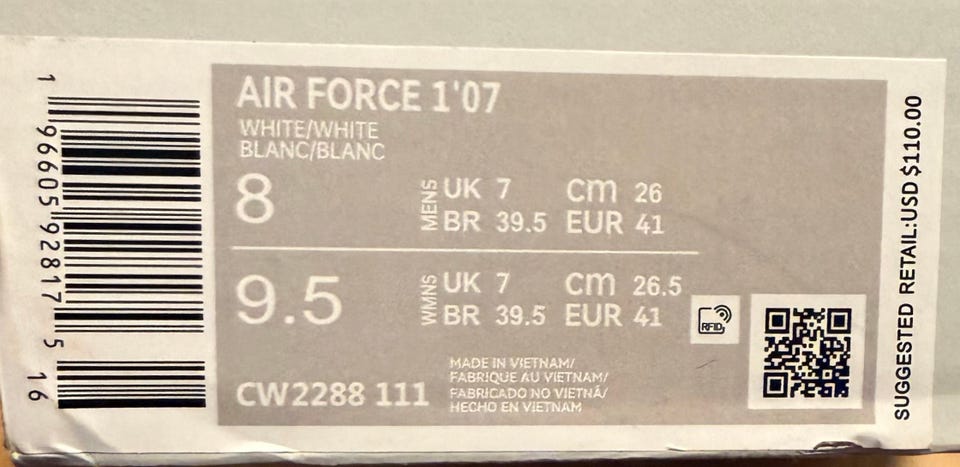 AIR FORCE 1'07
WHITE/WHITE
BLANC/BLANC
8
MENS
UK 7 cm 26
BR 39.5 EUR 41
9.5
WMNS
UK 7 cm 26.5
BR 39.5 EUR 41
RFID
CW2288 111
MADE IN VIETNAM/
FABRIQUE AU VIETNAM/
FABRICADO NO VIETNÃ/
HECHO EN VIETNAM
SUGGESTED RETAIL:USD $110.00
1 96605 92817 5 16